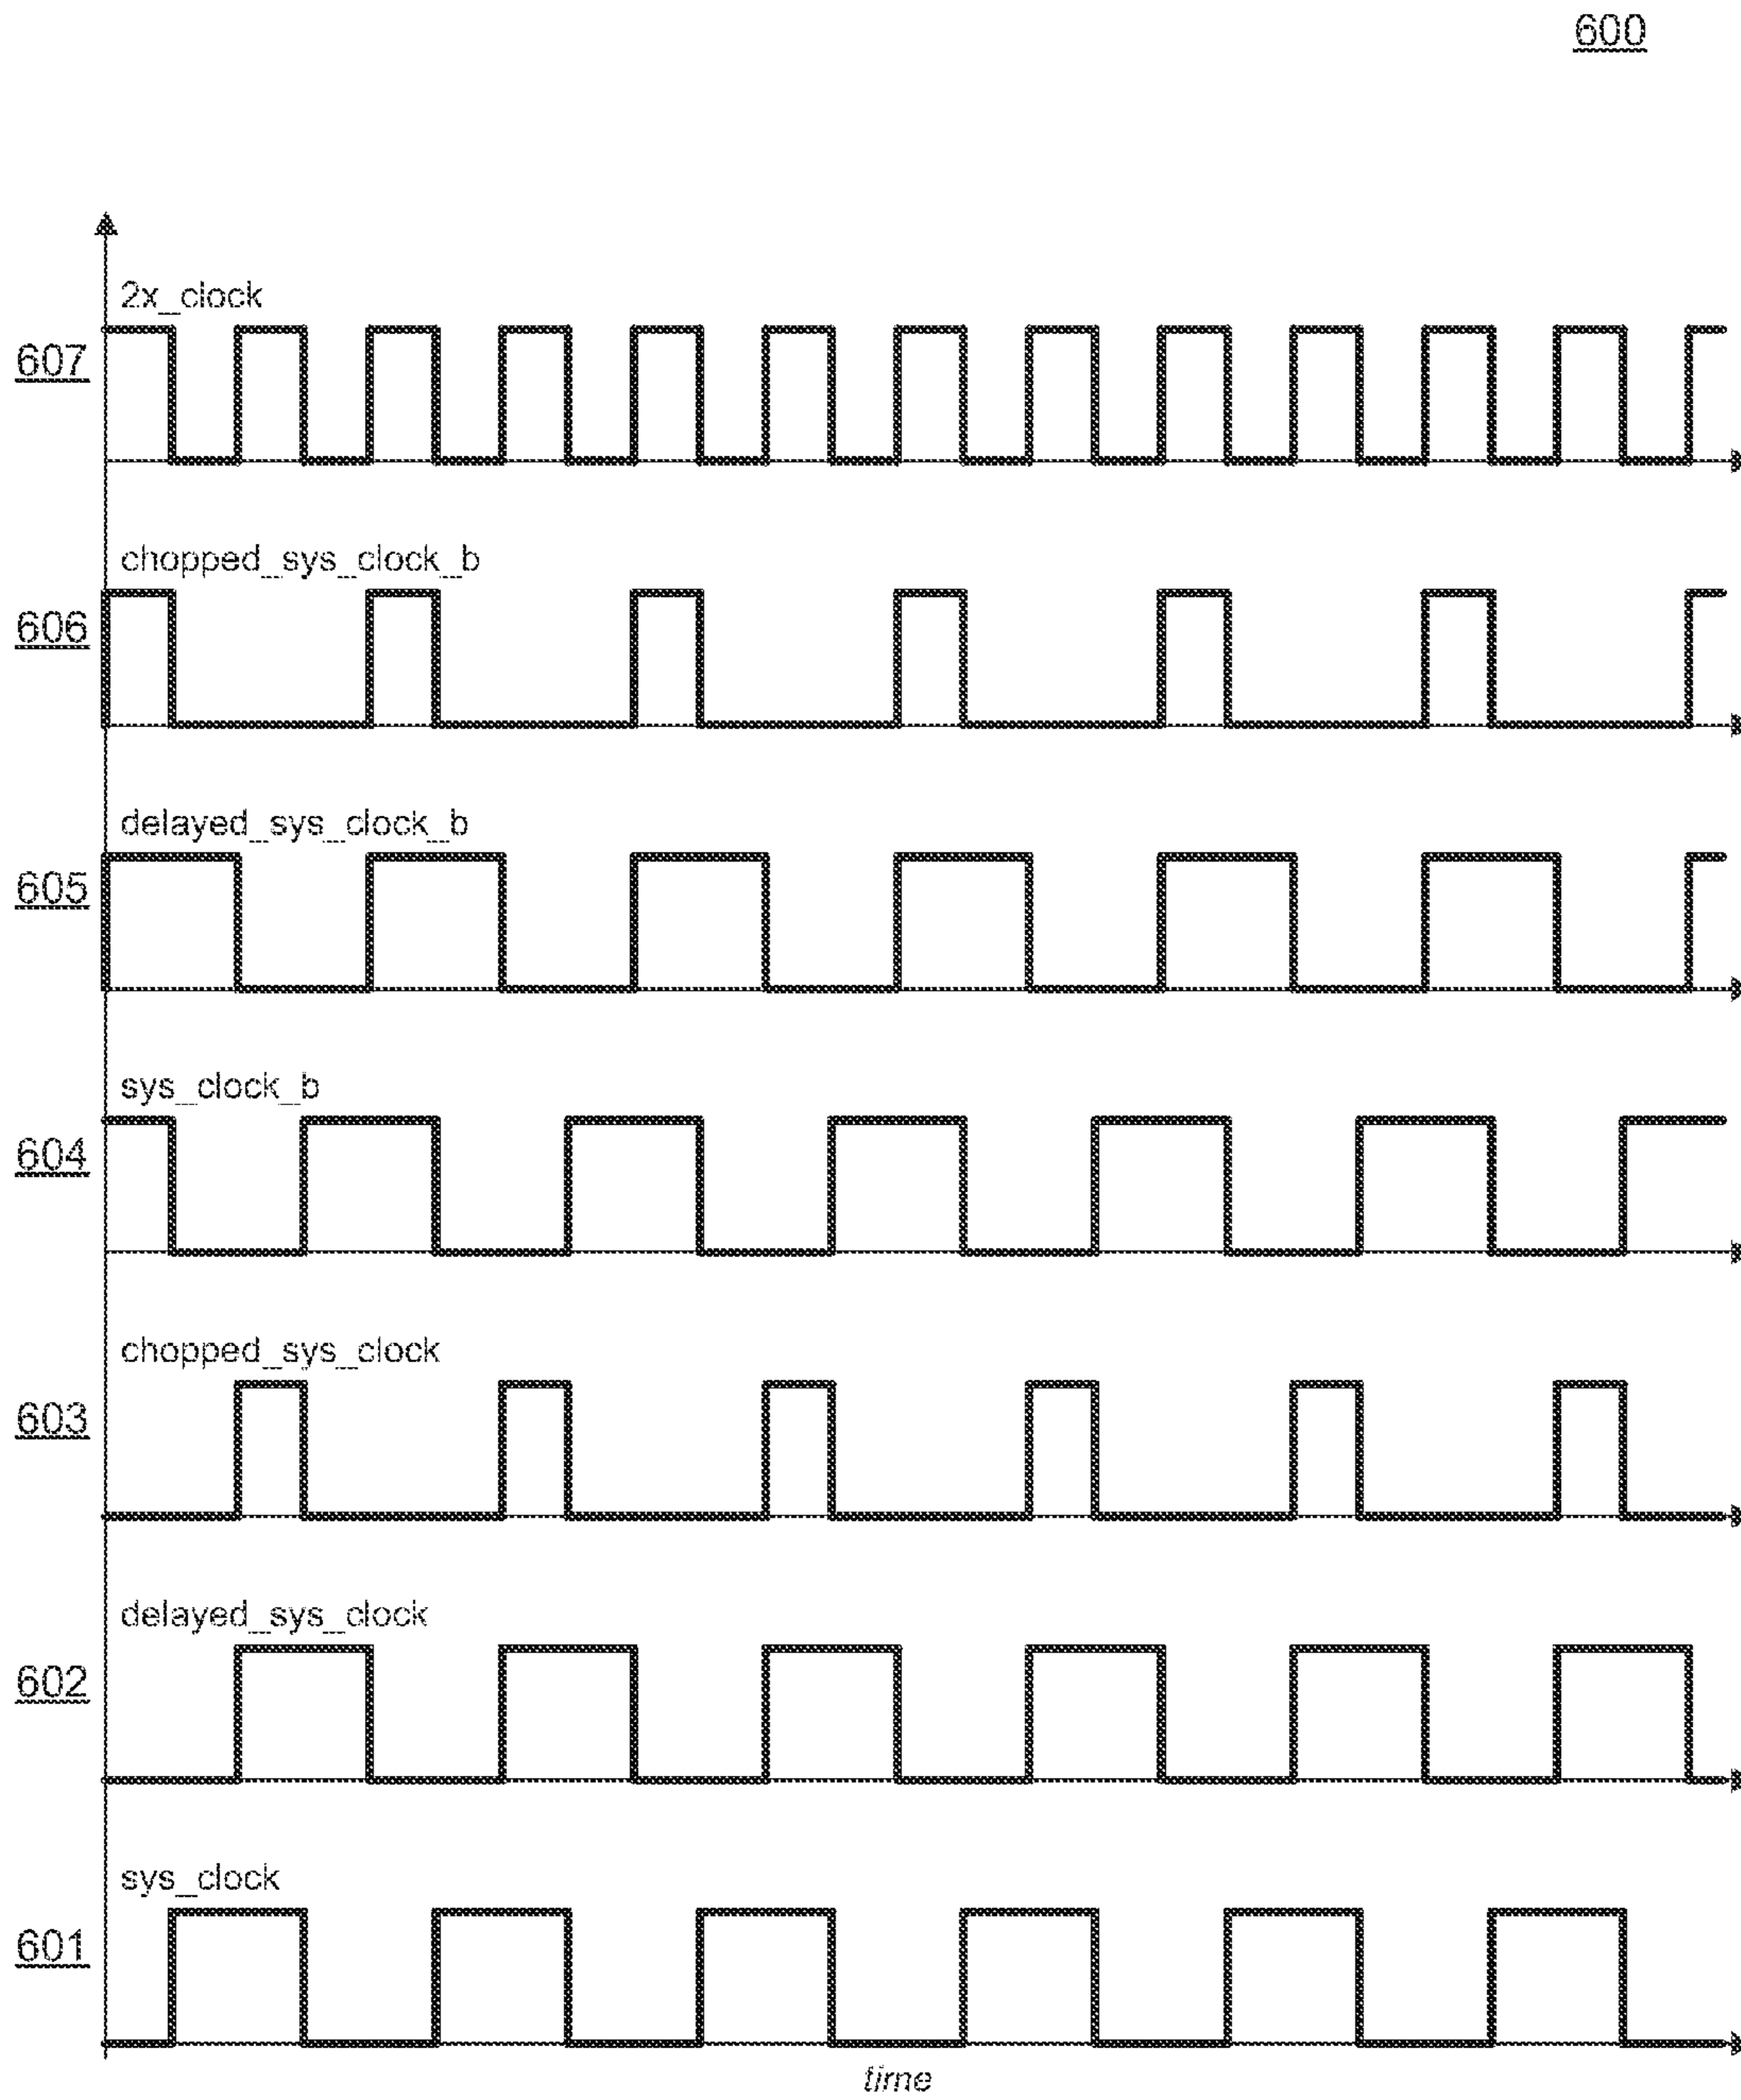 600
2x_clock
607
chopped_sys_clock_b
606
delayed_sys_clock_b
605
sys_clock_b
604
chopped_sys_clock
603
delayed_sys_clock
602
sys_clock
601
time